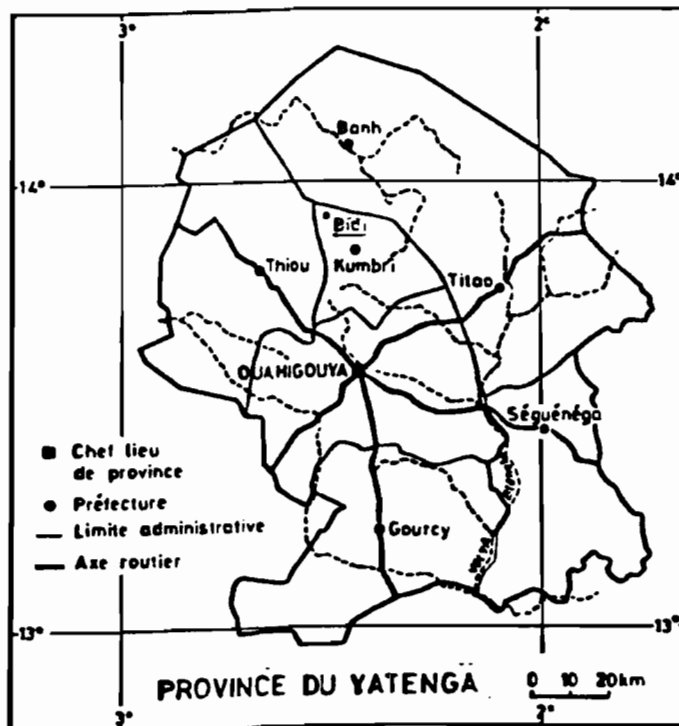 3°
2°
Banh
14°
14°
Bidi
Thiou
Kumbri
Titao
OUAHIGOUYA
Séguénéga
Chef lieu
de province
Préfecture
Limite administrative
Axe routier
Gourcy
13°
13°
PROVINCE DU YATENGA
0 10 20km
3°
2°